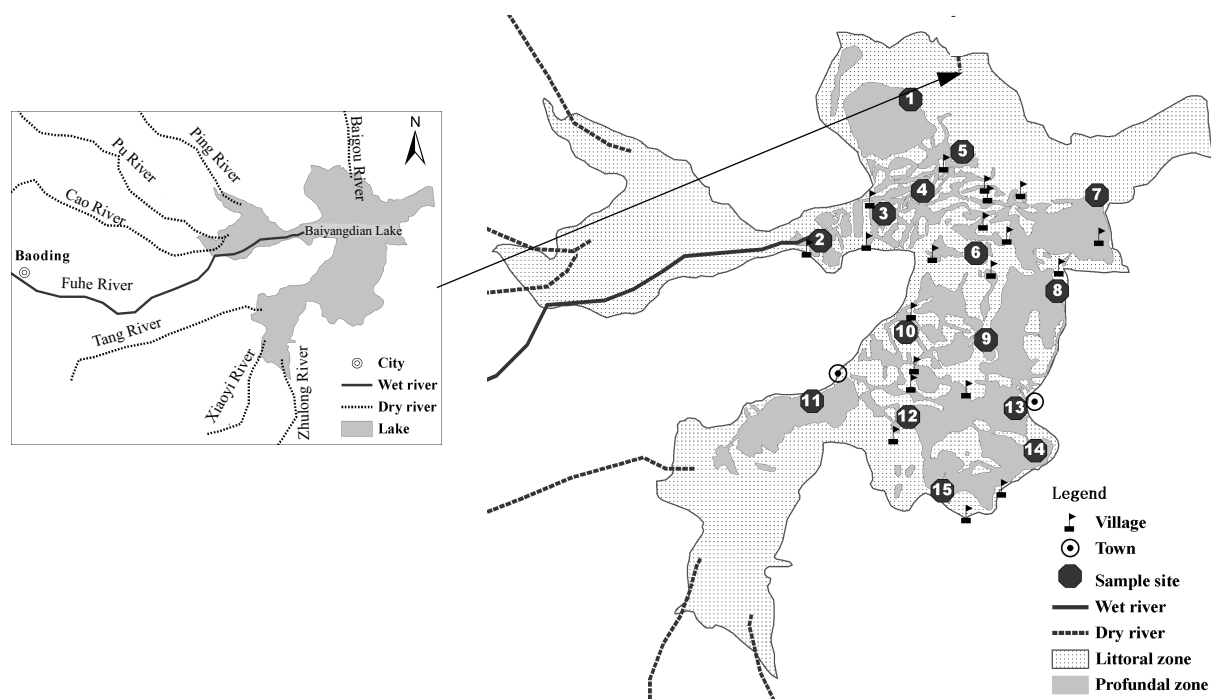 Ping River
Pu River
Cao River
Baigou River
N
Baiyangdian Lake
Baoding
Fuhe River
Tang River
Xiaoyi River
Zhulong River
City
Wet river
Dry river
Lake
1
5
4
7
3
2
6
8
10
9
11
13
12
14
15
Legend
Village
Town
Sample site
Wet river
Dry river
Littoral zone
Profundal zone